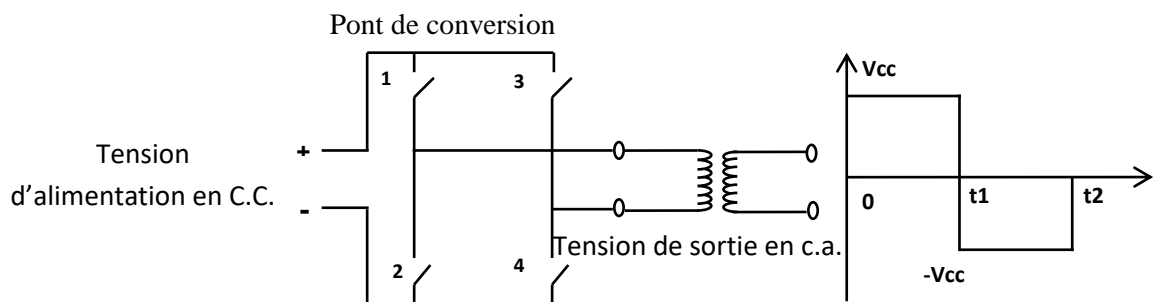 Pont de conversion
1
3
Vcc
Tension
d’alimentation en C.C.
+
-
0
t1
t2
2
4
Tension de sortie en c.a.
-Vcc